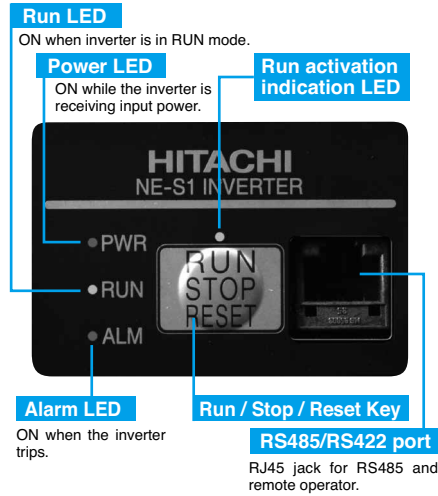 Run LED
ON when inverter is in RUN mode.
Power LED
ON while the inverter is
receiving input power.
Run activation
indication LED
HITACHI
NE-S1 INVERTER
PWR
RUN
ALM
RUN
STOP
RESET
Alarm LED
ON when the inverter
trips.
Run / Stop / Reset Key
RS485/RS422 port
RJ45 jack for RS485 and
remote operator.